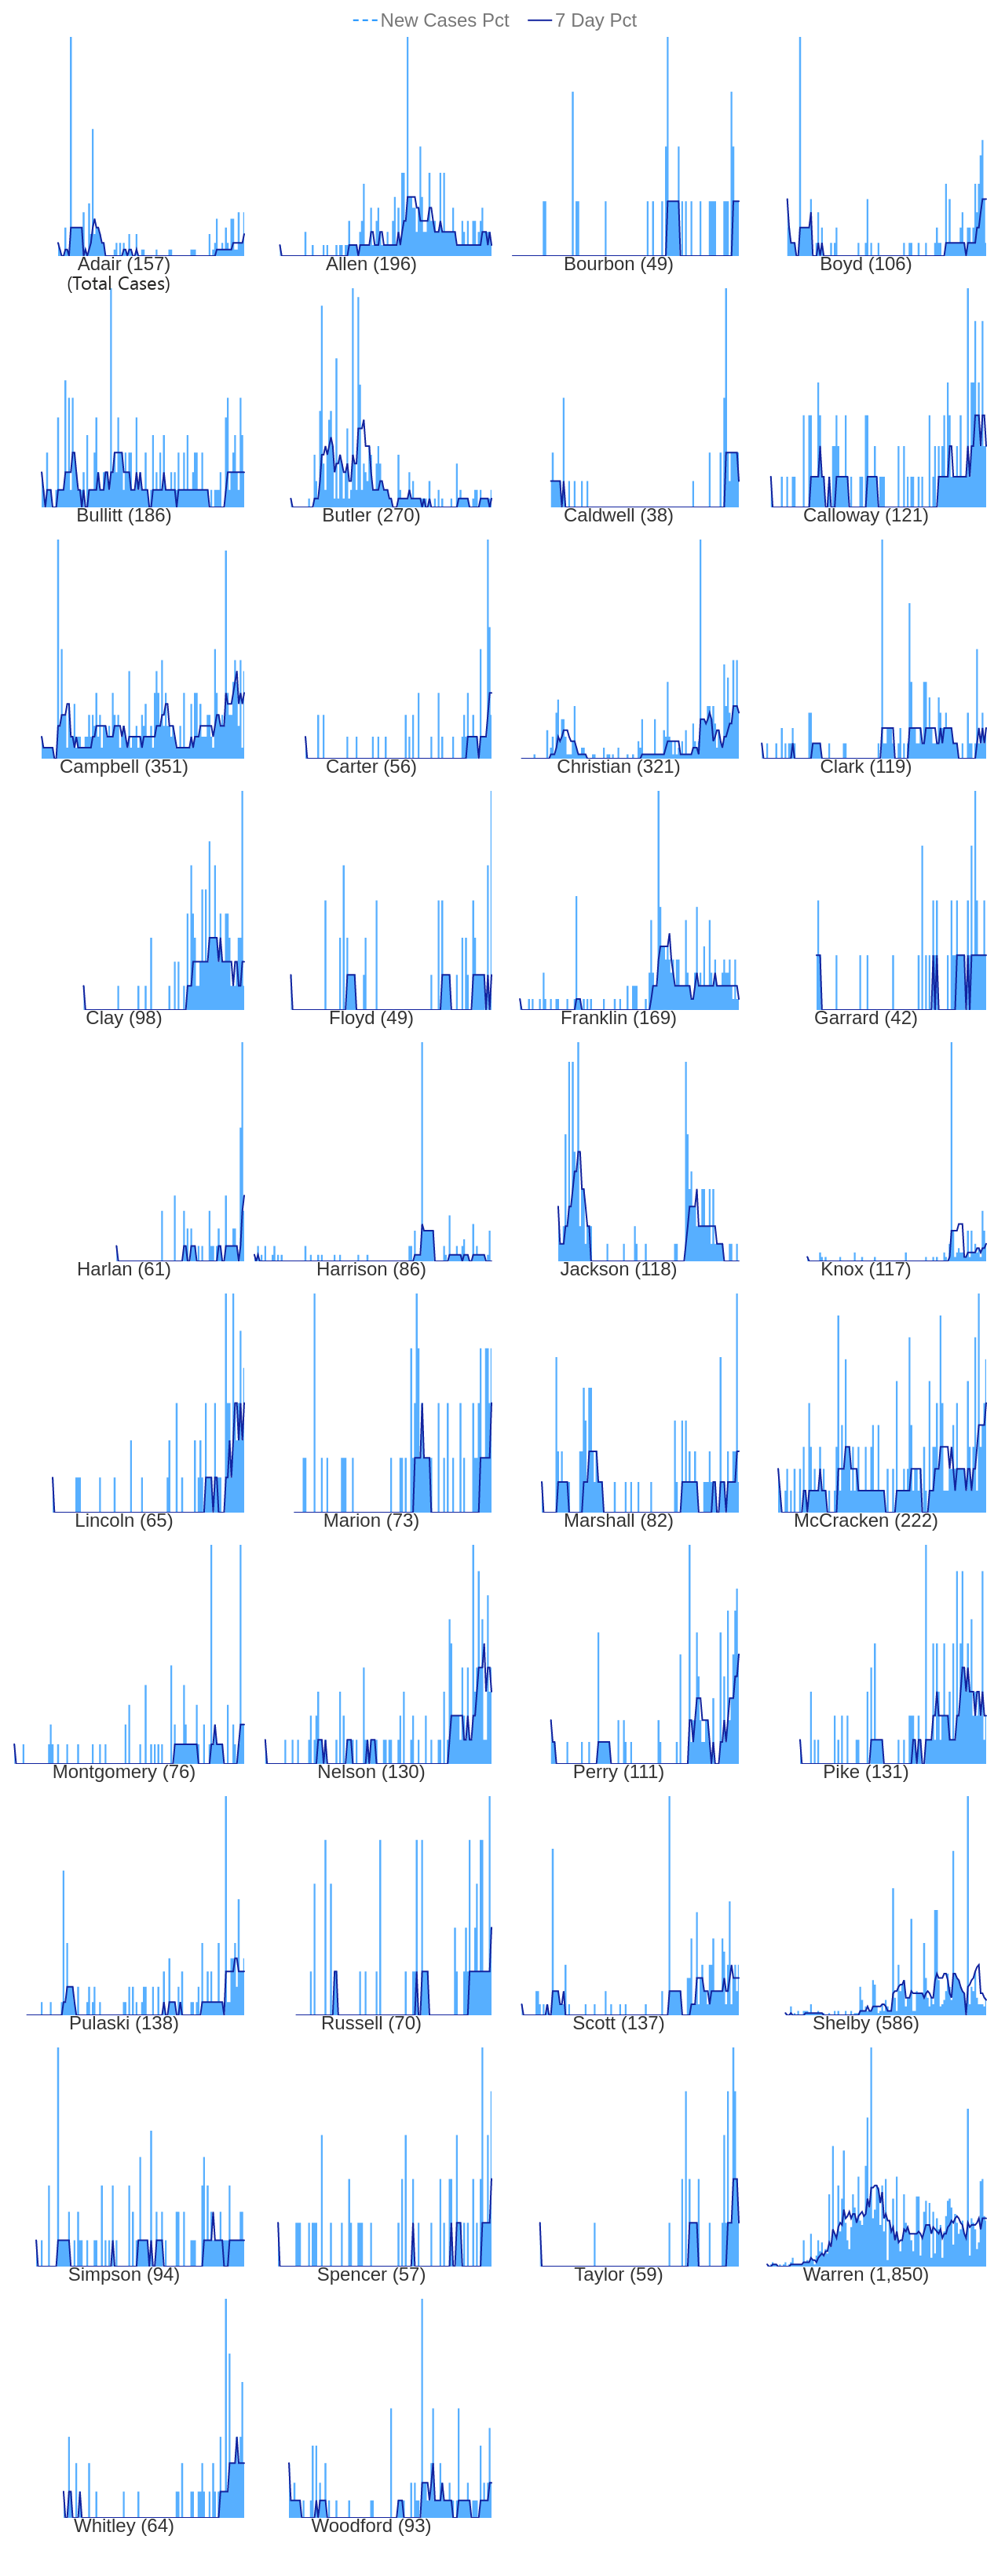 New Cases Pct 7 Day Pct
Adair (157) Allen (196) Bourbon (49) Boyd (106)
(Total Cases)
Bullitt (186) Butler (270) Caldwell (38) Calloway (121)
Campbell (351) Carter (56) Christian (321) Clark (119)
Clay (98) Floyd (49) Franklin (169) Garrard (42)
Harlan (61) Harrison (86) Jackson (118) Knox (117)
Lincoln (65) Marion (73) Marshall (82) McCracken (222)
Montgomery (76) Nelson (130) Perry (111) Pike (131)
Pulaski (138) Russell (70) Scott (137) Shelby (586)
Simpson (94) Spencer (57) Taylor (59) Warren (1,850)
Whitley (64) Woodford (93)